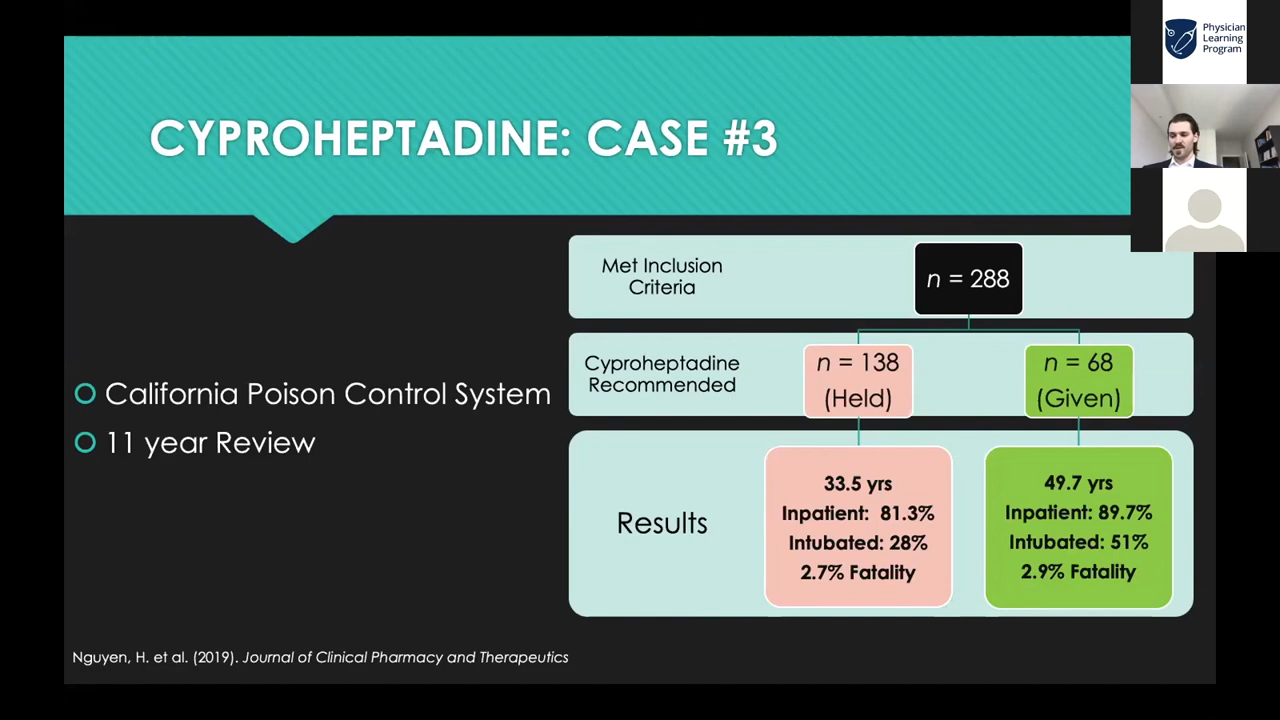 Physician
Learning
Program
CYPROHEPTADINE: CASE #3
California Poison Control System
11 year Review
Met Inclusion
Criteria
n = 288
Cyproheptadine
Recommended
n = 138
(Held)
n = 68
(Given)
Results
33.5 yrs
Inpatient: 81.3%
Intubated: 28%
2.7% Fatality
49.7 yrs
Inpatient: 89.7%
Intubated: 51%
2.9% Fatality
Nguyen, H. et al. (2019). Journal of Clinical Pharmacy and Therapeutics